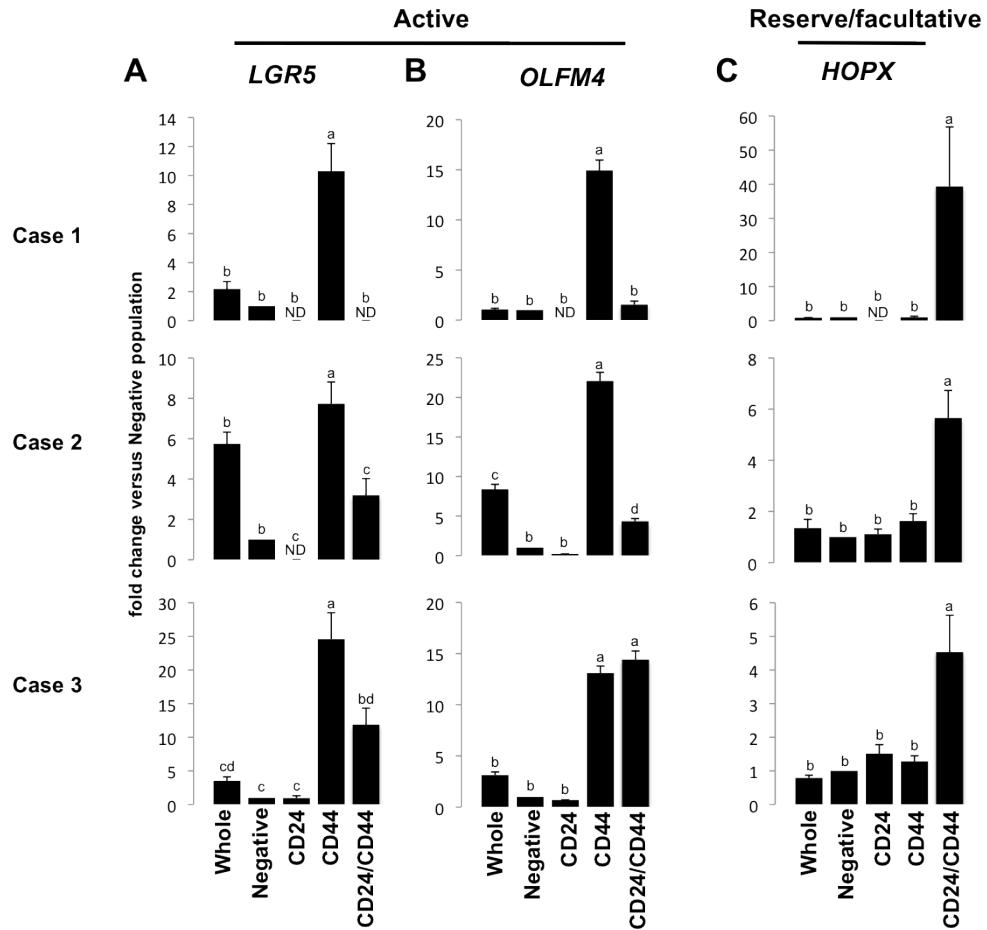 Active
Reserve/facultative
A
LGR5
B
OLFM4
C
HOPX
Case 1
Case 2
Case 3
fold change versus Negative population
14
12
10
8
6
4
2
0
b
b
b
ND
a
b
ND
20
15
10
5
0
b
b
b
ND
a
b
60
50
40
30
20
10
0
b
b
b
ND
b
a
10
8
6
4
2
0
b
b
c
ND
a
c
25
20
15
10
5
0
c
b
b
a
d
8
6
4
2
0
b
b
b
b
a
30
25
20
15
10
5
0
cd
c
c
a
bd
20
15
10
5
0
b
b
b
a
a
6
5
4
3
2
1
0
b
b
b
b
a
Whole
Negative
CD24
CD44
CD24/CD44
Whole
Negative
CD24
CD44
CD24/CD44
Whole
Negative
CD24
CD44
CD24/CD44